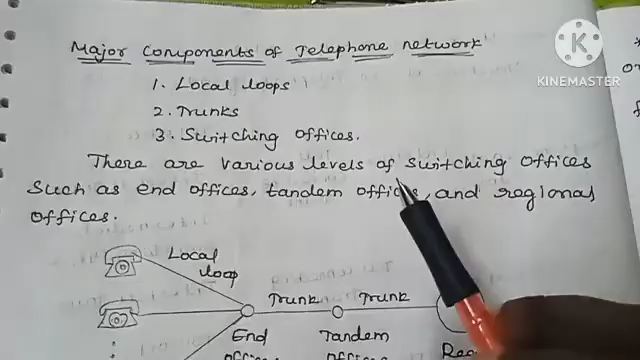 Major Components of Telephone network
1. Local loops
2. Trunks
3. Switching offices.
There are various levels of switching offices
such as end offices, tandem offices, and regional
offices.
K
KINEMASTER
or
Local
loop
Trunk
Trunk
End
Tandem